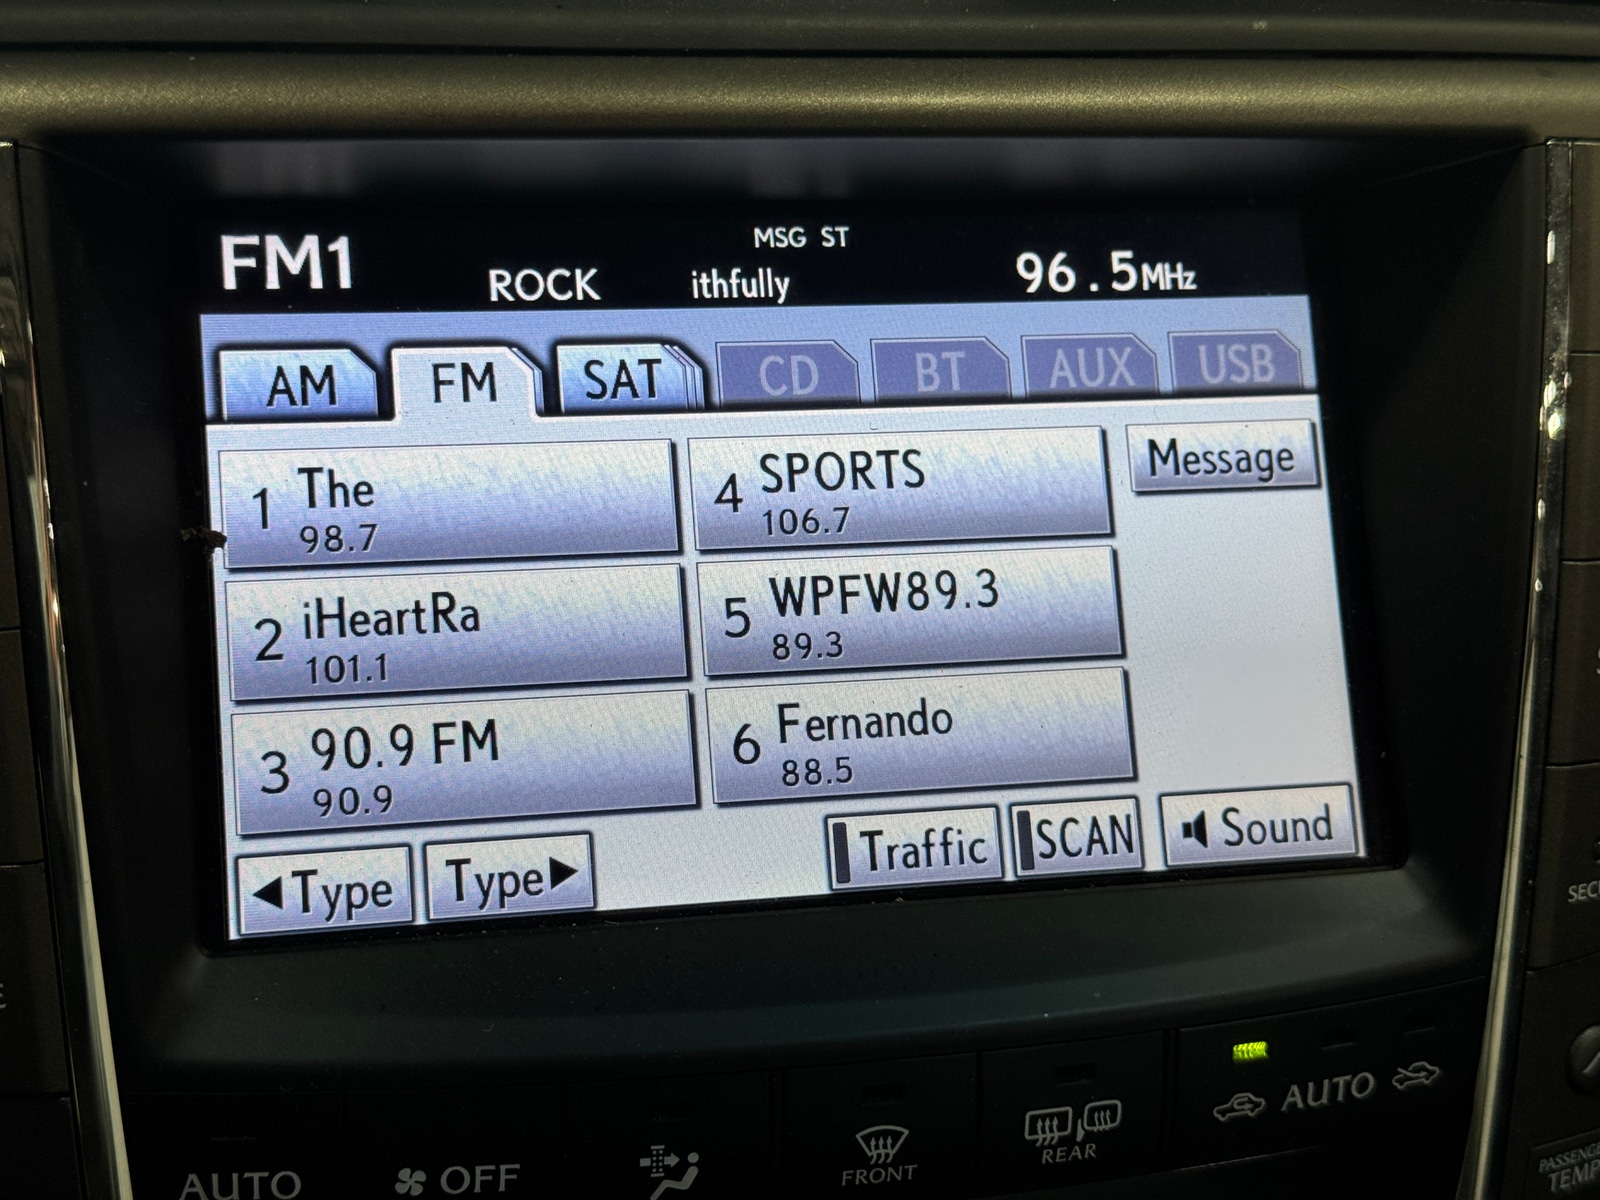 MSG ST
FM1 ROCK ithfully 96.5MHz
AM FM SAT CD BT AUX USB
1 The
98.7
4 SPORTS
106.7
Message
2 iHeartRa
101.1
5 WPFW89.3
89.3
3 90.9 FM
90.9
6 Fernando
88.5
◀Type Type▶ Traffic SCAN Sound
AUTO
FRONT
REAR
AUTO OFF